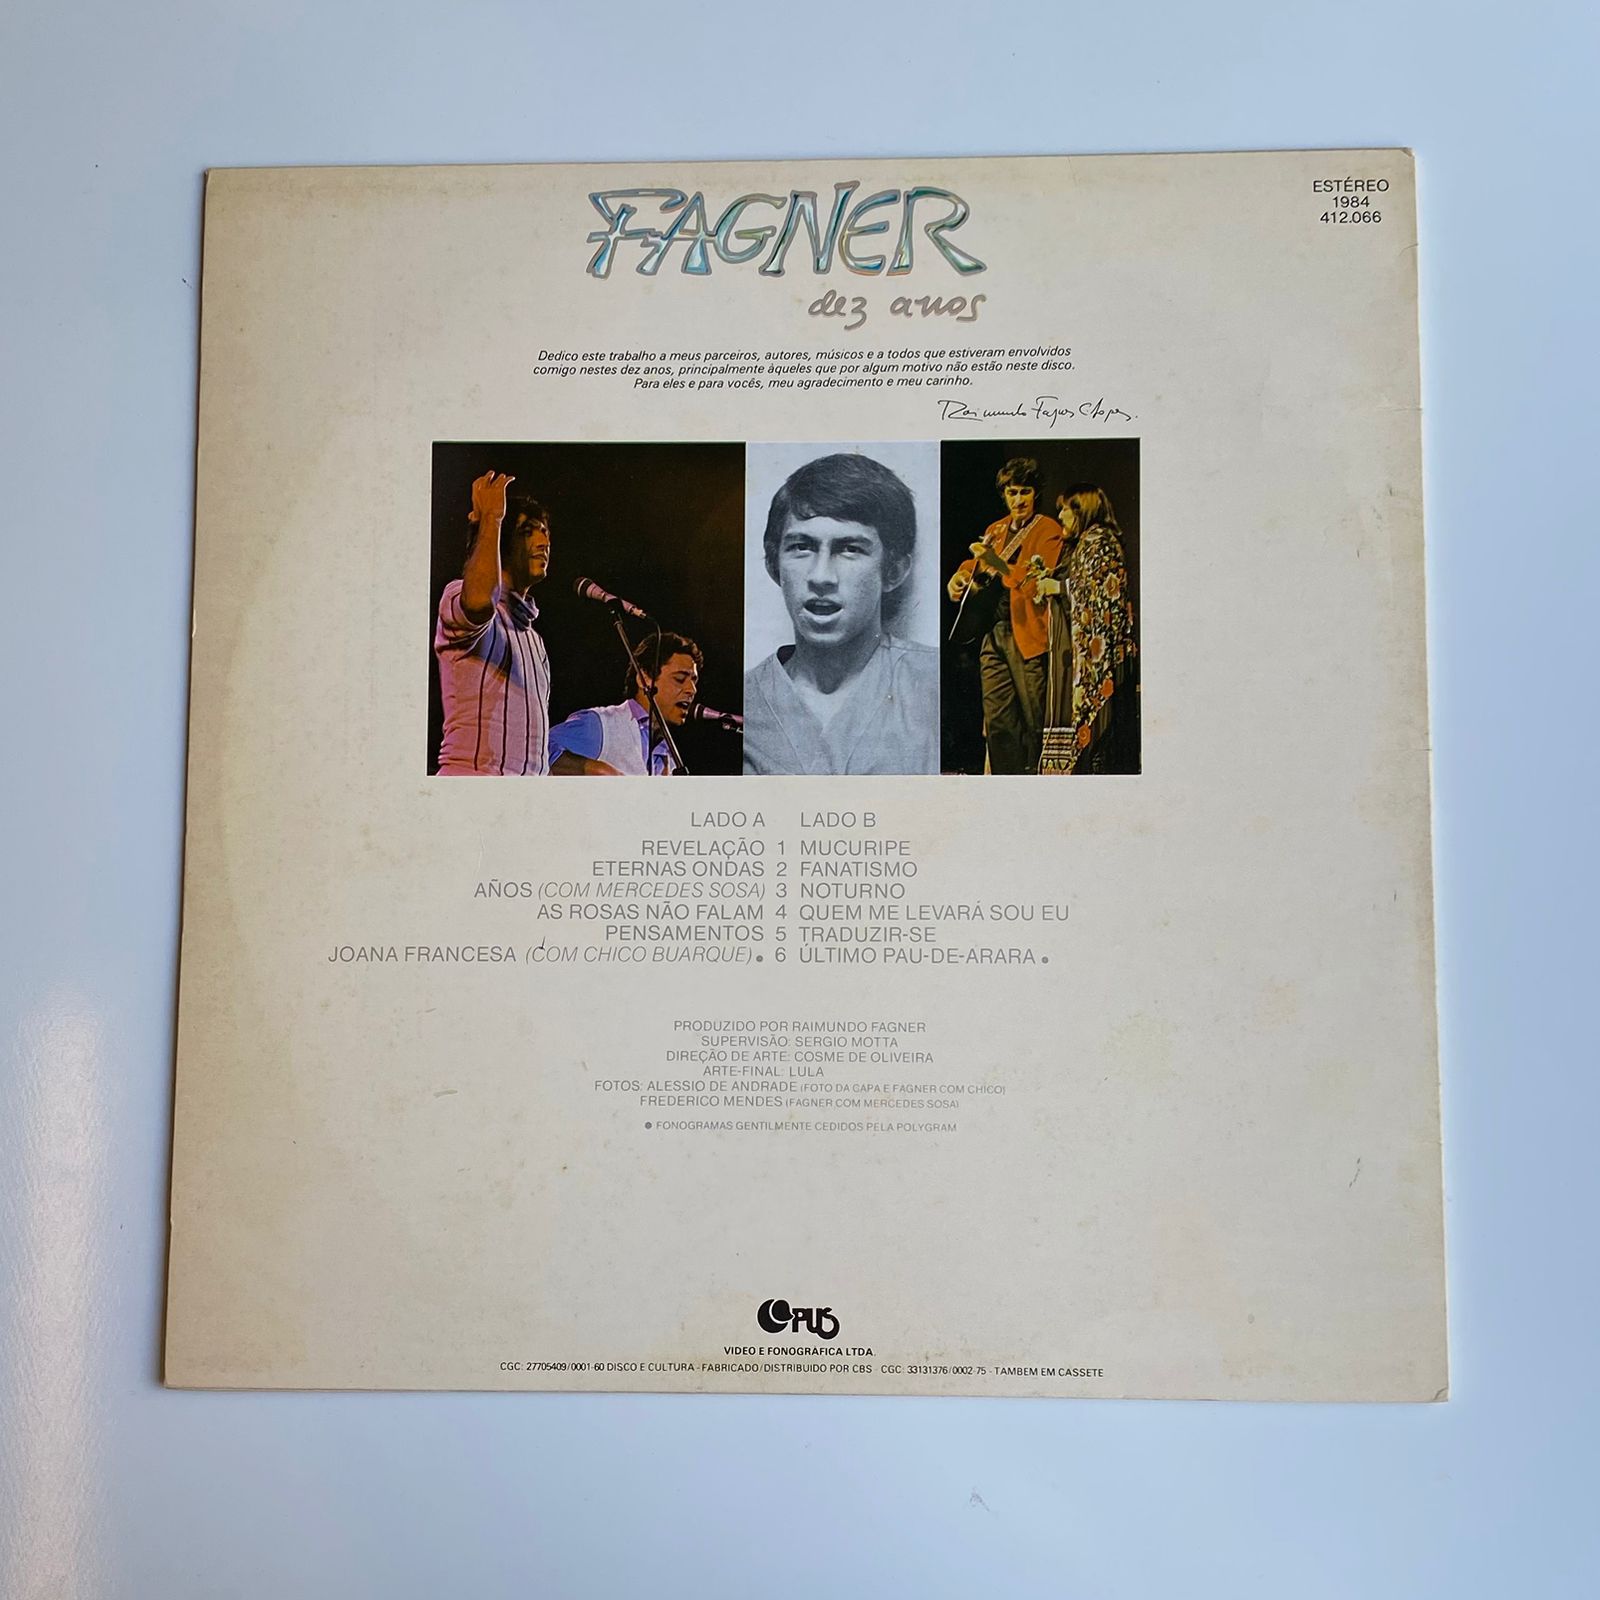 FAGNER
dez anos
ESTÉREO
1984
412.066
Dedico este trabalho a meus parceiros, autores, músicos e a todos que estiveram envolvidos
comigo nestes dez anos, principalmente àqueles que por algum motivo não estão neste disco.
Para eles e para vocês, meu agradecimento e meu carinho.
Raimundo Fagner C Lopes.
LADO A LADO B
REVELAÇÃO 1 MUCURIPE
ETERNAS ONDAS 2 FANATISMO
AÑOS (COM MERCEDES SOSA) 3 NOTURNO
AS ROSAS NÃO FALAM 4 QUEM ME LEVARÁ SOU EU
PENSAMENTOS 5 TRADUZIR-SE
JOANA FRANCESA (COM CHICO BUARQUE) ● 6 ÚLTIMO PAU-DE-ARARA ●
PRODUZIDO POR RAIMUNDO FAGNER
SUPERVISÃO: SERGIO MOTTA
DIREÇÃO DE ARTE: COSME DE OLIVEIRA
ARTE-FINAL: LULA
FOTOS: ALESSIO DE ANDRADE (FOTO DA CAPA E FAGNER COM CHICO)
FREDERICO MENDES (FAGNER COM MERCEDES SOSA)
● FONOGRAMAS GENTILMENTE CEDIDOS PELA POLYGRAM
OPUS
VIDEO E FONOGRÁFICA LTDA.
CGC: 27705409/0001-60 DISCO E CULTURA - FABRICADO/DISTRIBUIDO POR CBS - CGC: 33131376/0002-75 - TAMBEM EM CASSETE